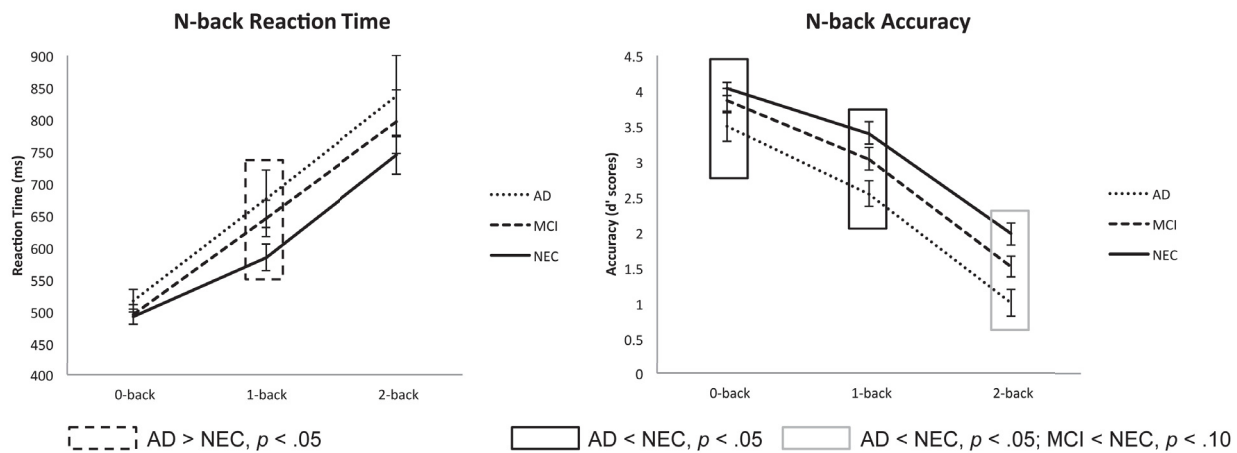 N-back Reaction Time
900
850
800
750
700
650
600
550
500
450
400
Reaction Time (ms)
0-back
1-back
2-back
AD
MCI
NEC
AD > NEC, p < .05
N-back Accuracy
4.5
4
3.5
3
2.5
2
1.5
1
0.5
0
Accuracy (d' scores)
0-back
1-back
2-back
AD
MCI
NEC
AD < NEC, p < .05
AD < NEC, p < .05; MCI < NEC, p < .10